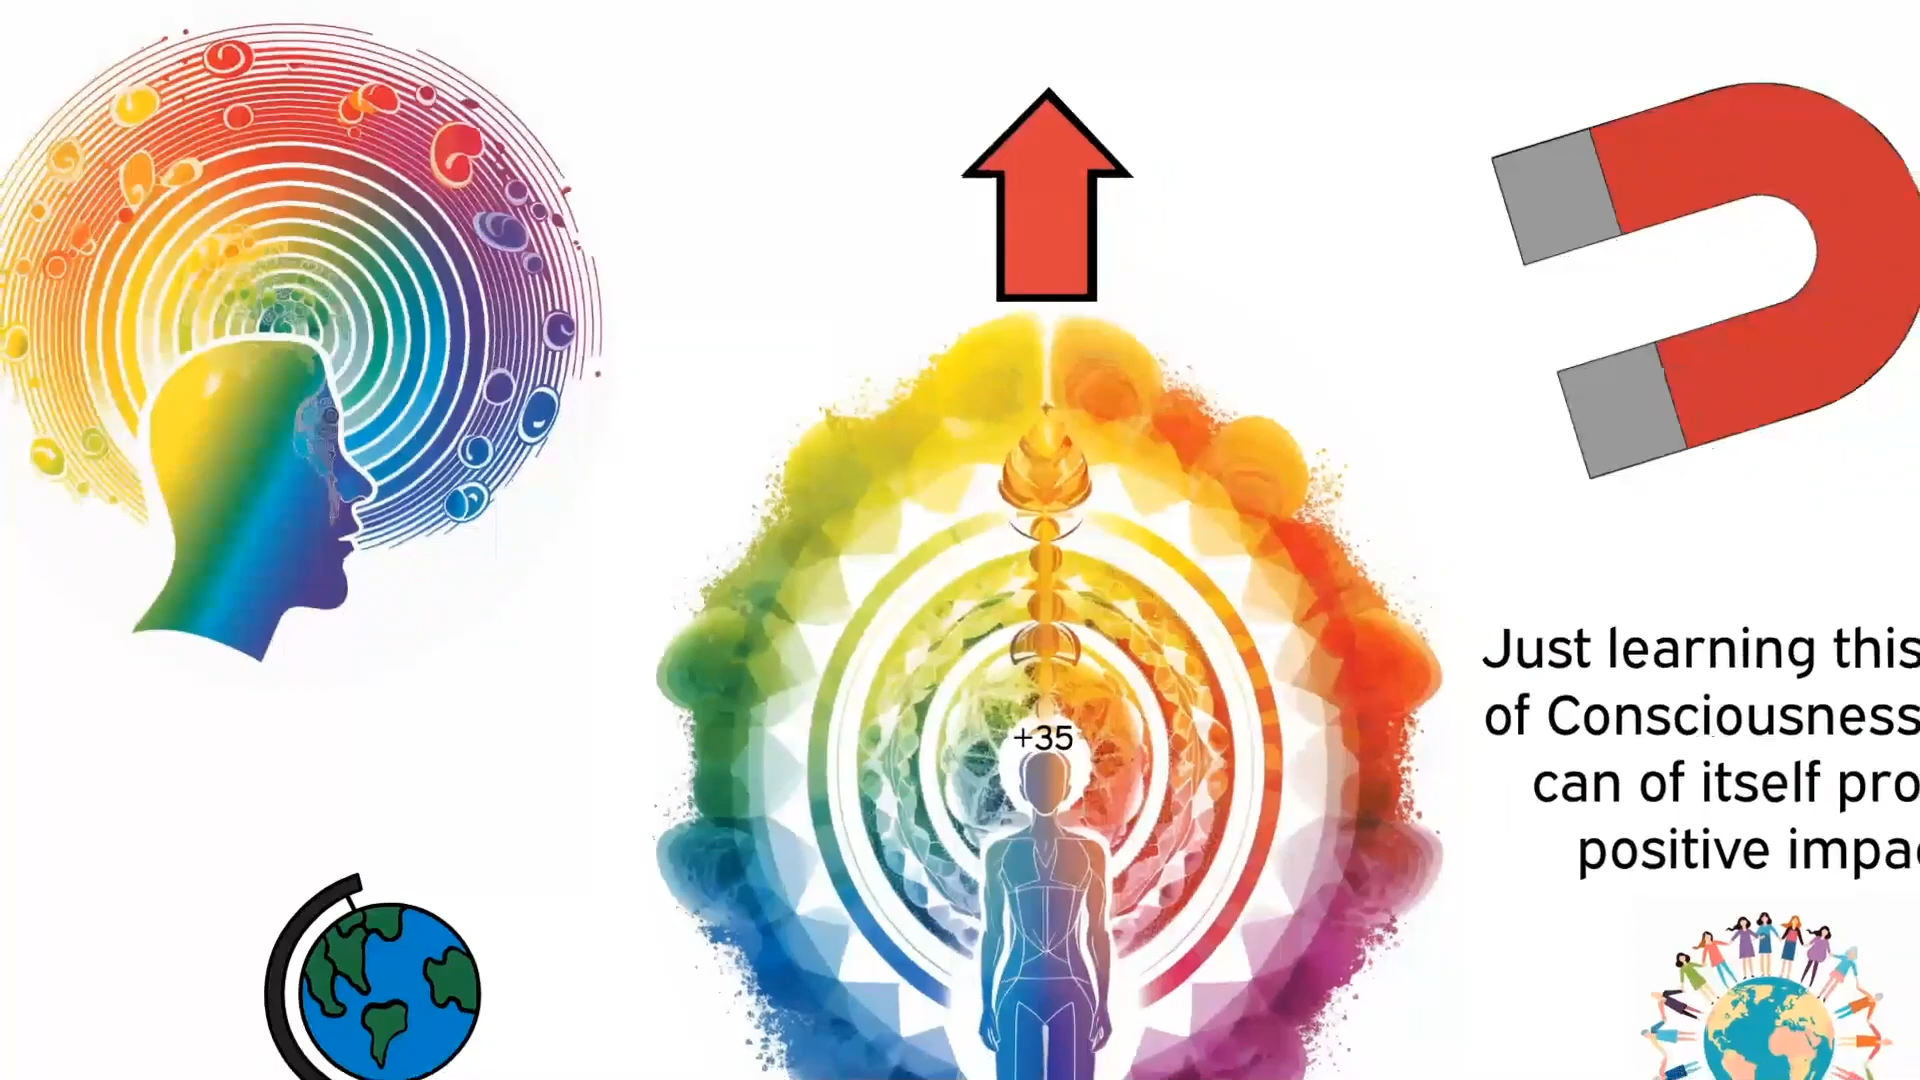 +35
Just learning this
of Consciousness
can of itself pro
positive impa